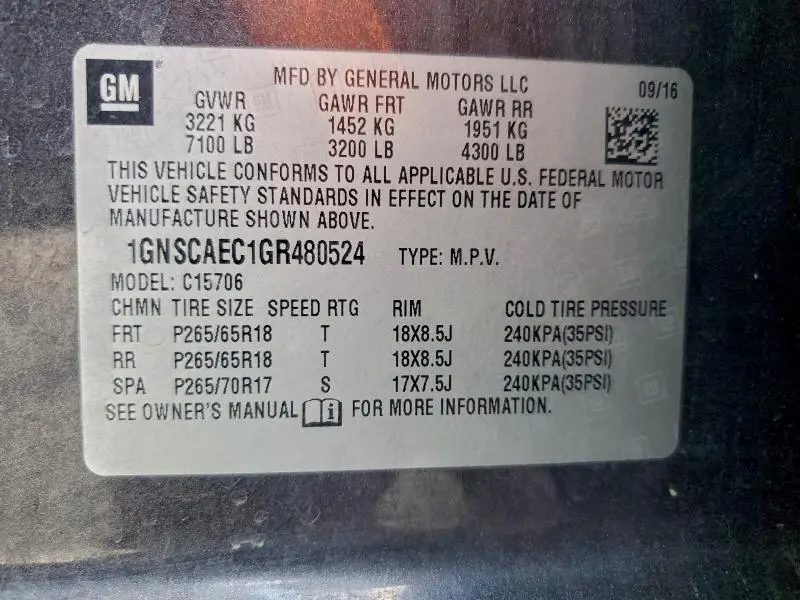 GM
MFD BY GENERAL MOTORS LLC 09/16
GVWR GAWR FRT GAWR RR
3221 KG 1452 KG 1951 KG
7100 LB 3200 LB 4300 LB
THIS VEHICLE CONFORMS TO ALL APPLICABLE U.S. FEDERAL MOTOR
VEHICLE SAFETY STANDARDS IN EFFECT ON THE DATE OF
MANUFACTURE SHOWN ABOVE.
1GNSCAEC1GR480524 TYPE: M.P.V.
MODEL: C15706
CHMN TIRE SIZE SPEED RTG RIM COLD TIRE PRESSURE
FRT P265/65R18 T 18X8.5J 240KPA(35PSI)
RR P265/65R18 T 18X8.5J 240KPA(35PSI)
SPA P265/70R17 S 17X7.5J 240KPA(35PSI)
SEE OWNER'S MANUAL i FOR MORE INFORMATION.